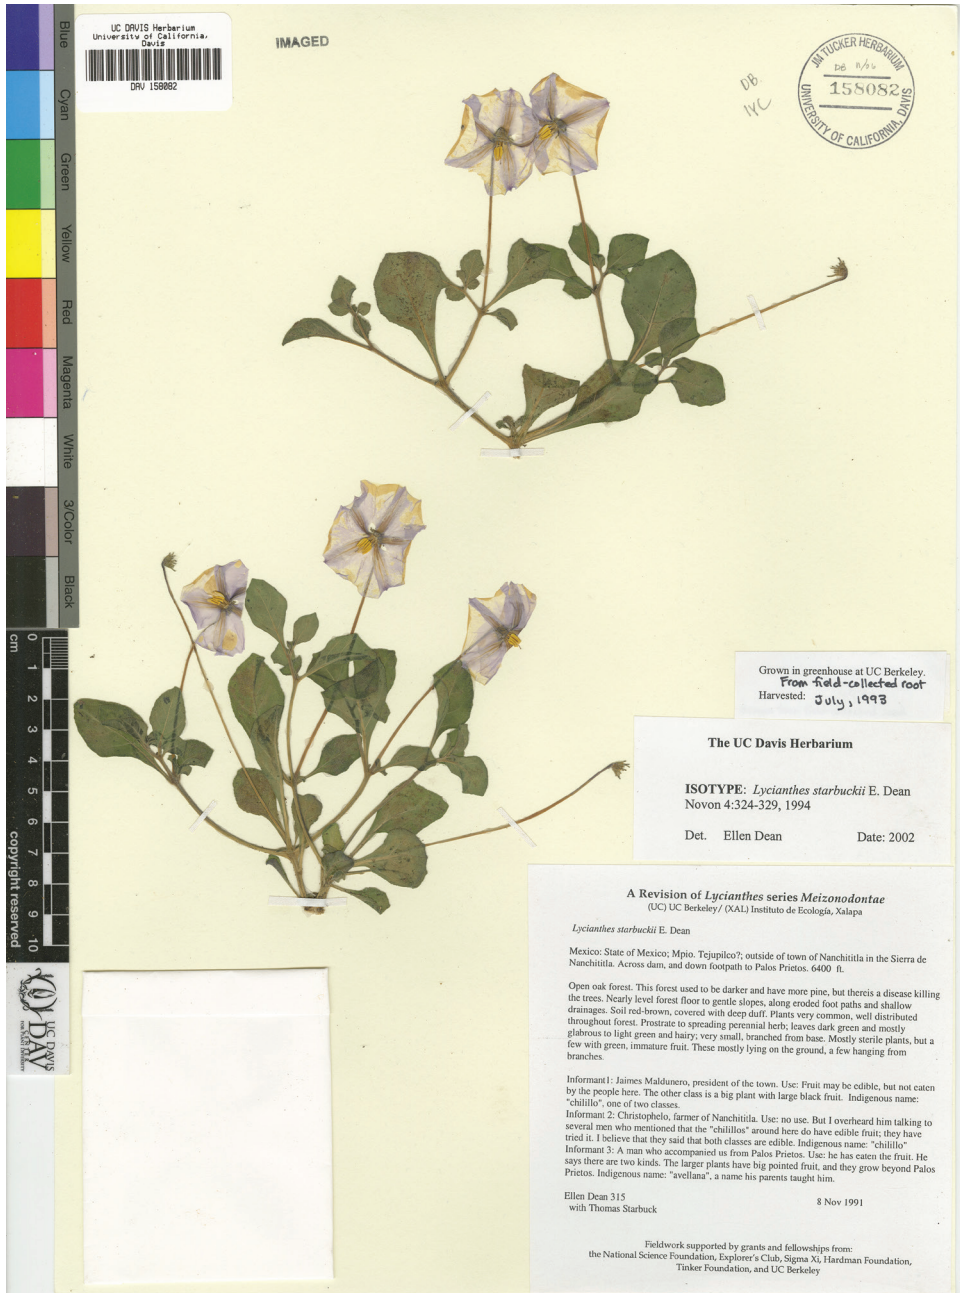 UC DAVIS Herbarium
University of California,
Davis
DAV 158082
IMAGED
DB.
IYC
JM TUCKER HERBARIUM
DB 11/06
158082
UNIVERSITY OF CALIFORNIA, DAVIS
Blue
Cyan
Green
Yellow
Red
Magenta
White
3/Color
Black
0
cm
1
2
3
4
5
6
7
8
9
10
copyright reserved
UC DAVIS
CENTER
FOR PLANT DIVERSITY
DAV
Grown in greenhouse at UC Berkeley.
From field-collected root
Harvested: July, 1993
The UC Davis Herbarium
ISOTYPE: Lycianthes starbuckii E. Dean
Novon 4:324-329, 1994
Det. Ellen Dean Date: 2002
A Revision of Lycianthes series Meizonodontae
(UC) UC Berkeley/ (XAL) Instituto de Ecología, Xalapa
Lycianthes starbuckii E. Dean
Mexico: State of Mexico; Mpio. Tejupilco?; outside of town of Nanchititla in the Sierra de
Nanchititla. Across dam, and down footpath to Palos Prietos. 6400 ft.
Open oak forest. This forest used to be darker and have more pine, but thereis a disease killing
the trees. Nearly level forest floor to gentle slopes, along eroded foot paths and shallow
drainages. Soil red-brown, covered with deep duff. Plants very common, well distributed
throughout forest. Prostrate to spreading perennial herb; leaves dark green and mostly
glabrous to light green and hairy; very small, branched from base. Mostly sterile plants, but a
few with green, immature fruit. These mostly lying on the ground, a few hanging from
branches.
Informant1: Jaimes Maldunero, president of the town. Use: Fruit may be edible, but not eaten
by the people here. The other class is a big plant with large black fruit. Indigenous name:
"chilillo", one of two classes.
Informant 2: Christophelo, farmer of Nanchititla. Use: no use. But I overheard him talking to
several men who mentioned that the "chilillos" around here do have edible fruit; they have
tried it. I believe that they said that both classes are edible. Indigenous name: "chilillo"
Informant 3: A man who accompanied us from Palos Prietos. Use: he has eaten the fruit. He
says there are two kinds. The larger plants have big pointed fruit, and they grow beyond Palos
Prietos. Indigenous name: "avellana", a name his parents taught him.
Ellen Dean 315 8 Nov 1991
with Thomas Starbuck
Fieldwork supported by grants and fellowships from:
the National Science Foundation, Explorer's Club, Sigma Xi, Hardman Foundation,
Tinker Foundation, and UC Berkeley